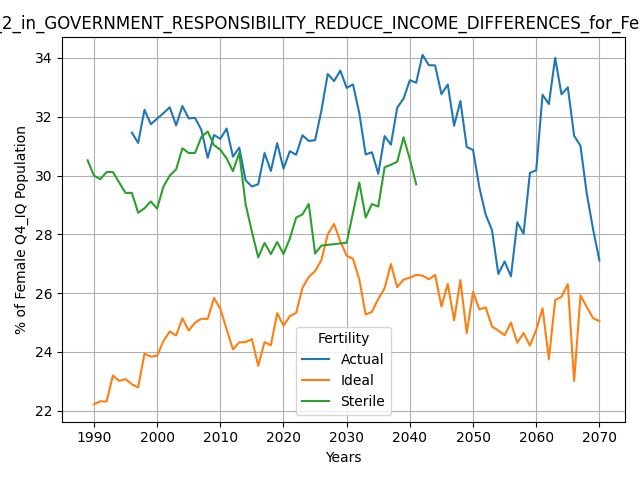 _2_in_GOVERNMENT_RESPONSIBILITY_REDUCE_INCOME_DIFFERENCES_for_Fe
34
32
30
28
26
24
22
% of Female Q4_IQ Population
Fertility
Actual
Ideal
Sterile
1990 2000 2010 2020 2030 2040 2050 2060 2070
Years